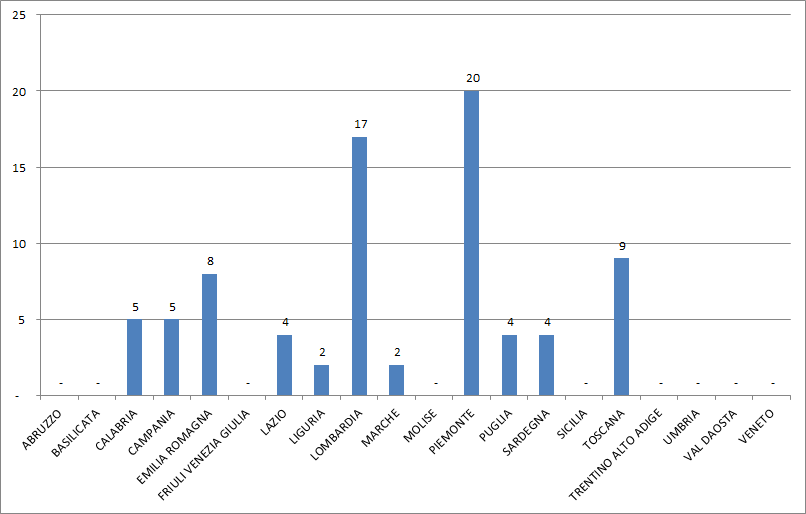 25
20
15
10
5
-
-
-
5
5
8
-
4
2
17
2
-
20
4
4
-
9
-
-
-
-
ABRUZZO
BASILICATA
CALABRIA
CAMPANIA
EMILIA ROMAGNA
FRIULI VENEZIA GIULIA
LAZIO
LIGURIA
LOMBARDIA
MARCHE
MOLISE
PIEMONTE
PUGLIA
SARDEGNA
SICILIA
TOSCANA
TRENTINO ALTO ADIGE
UMBRIA
VAL DAOSTA
VENETO